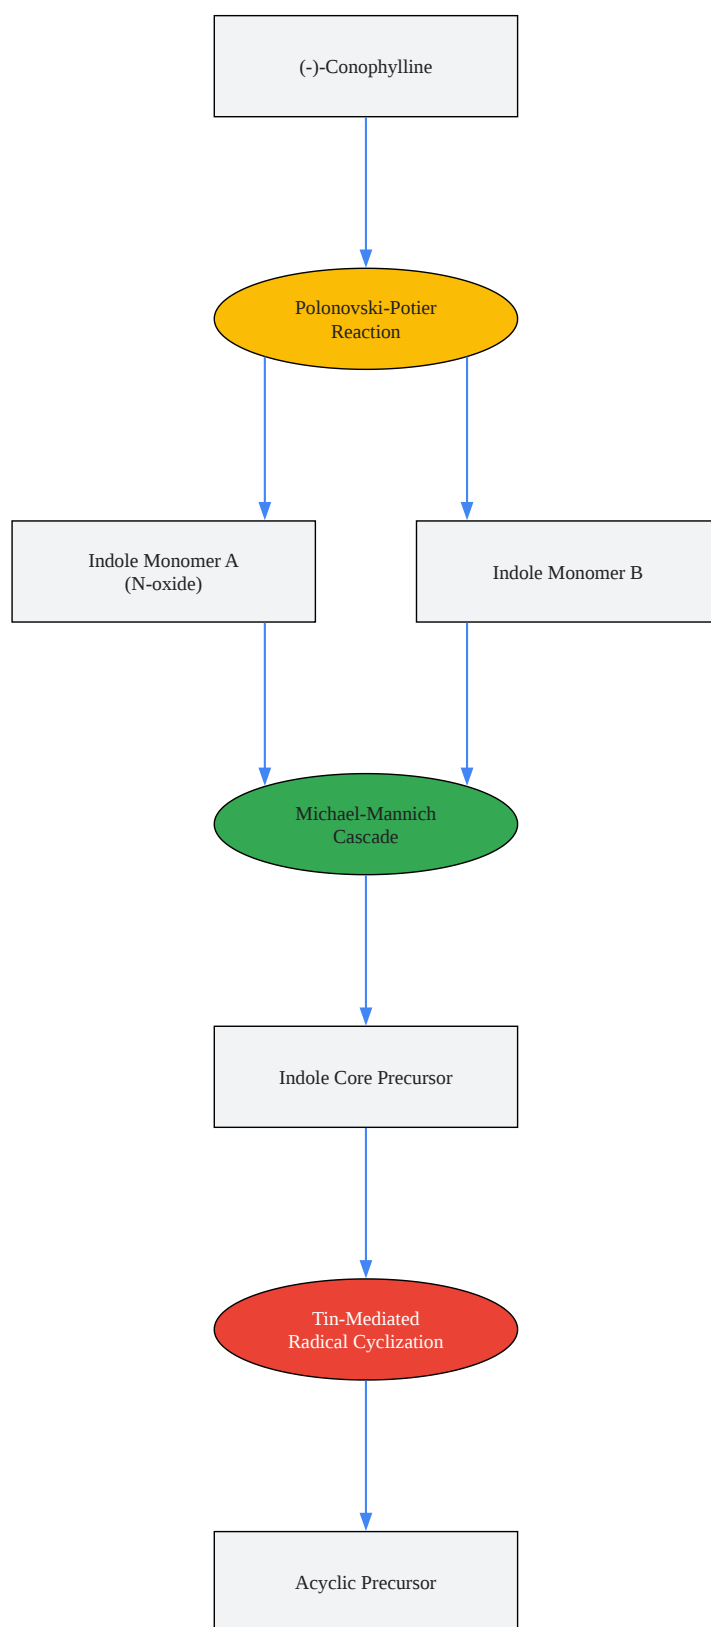 (-)-Conophylline
Polonovski-Potier
Reaction
Indole Monomer A
(N-oxide)
Indole Monomer B
Michael-Mannich
Cascade
Indole Core Precursor
Tin-Mediated
Radical Cyclization
Acyclic Precursor